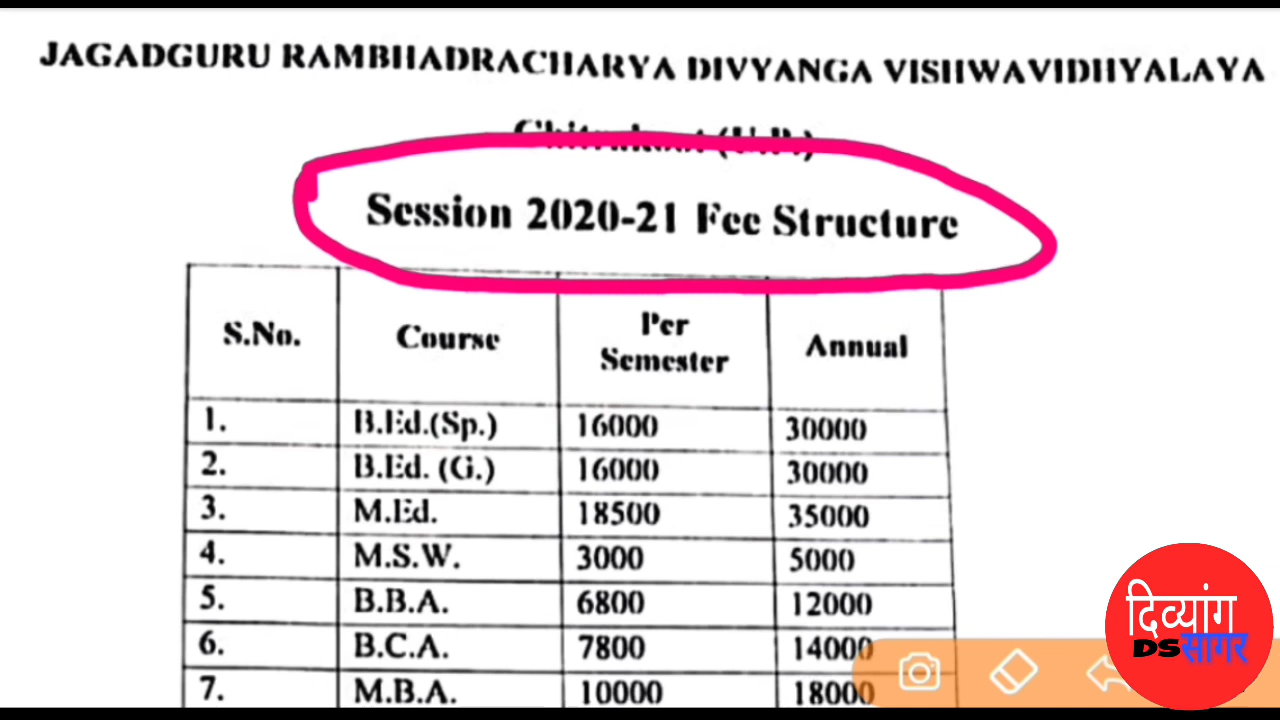 JAGADGURU RAMBHADRACHARYA DIVYANGA VISHWAVIDHYALAYA
Chitrakoot (U.P.)
Session 2020-21 Fee Structure
S.No. Course Per Semester Annual
1. B.Ed.(Sp.) 16000 30000
2. B.Ed. (G.) 16000 30000
3. M.Ed. 18500 35000
4. M.S.W. 3000 5000
5. B.B.A. 6800 12000
6. B.C.A. 7800 14000
7. M.B.A. 10000 18000
दिव्यांग
DSसागर